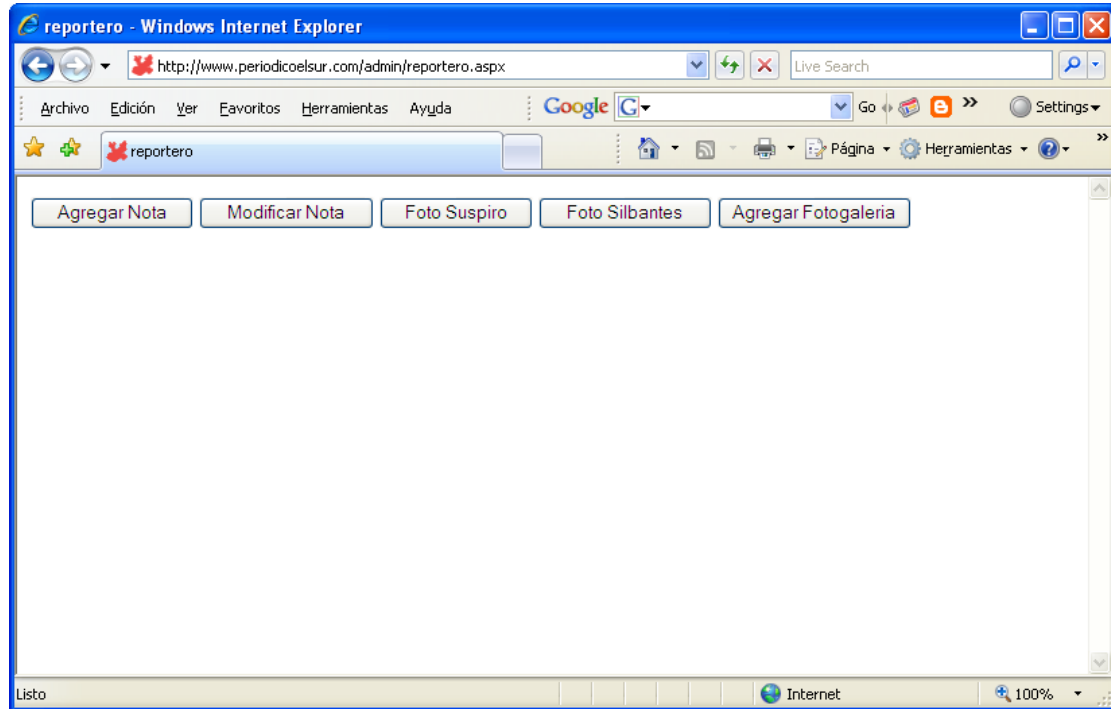 reportero - Windows Internet Explorer
http://www.periodicoelsur.com/admin/reportero.aspx
Live Search
Archivo Edición Ver Favoritos Herramientas Ayuda
Google G Go » Settings
reportero
Página Herramientas »
Agregar Nota Modificar Nota Foto Suspiro Foto Silbantes Agregar Fotogaleria
Listo Internet 100%